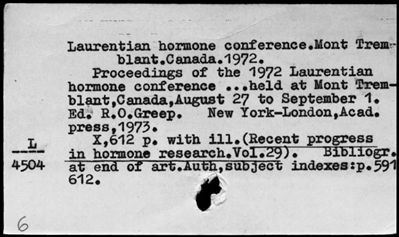 Laurentian hormone conference.Mont Trem-
blant.Canada.1972.
Proceedings of the 1972 Laurentian
hormone conference ...held at Mont Trem-
blant,Canada,August 27 to September 1.
Ed. R.O.Greep. New York-London,Acad.
press,1973.
X,612 p. with ill.(Recent progress
in hormone research.Vol.29). Bibliogr.
at end of art.Auth,subject indexes:p.591
612.
L
4504
6